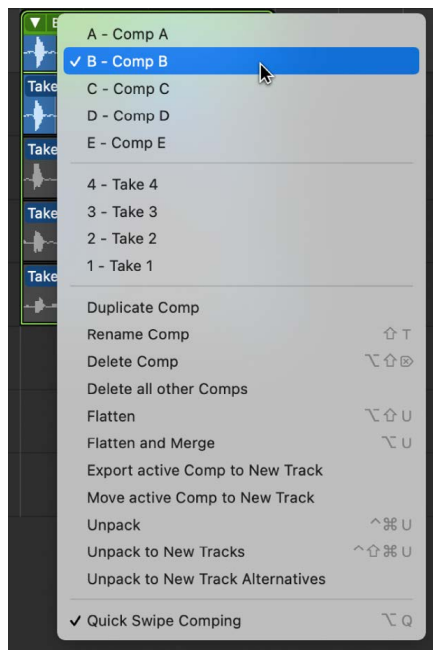 A - Comp A
✓ B - Comp B
C - Comp C
D - Comp D
E - Comp E
Take
Take
Take
Take
4 - Take 4
3 - Take 3
2 - Take 2
1 - Take 1
Duplicate Comp
Rename Comp ⇧ T
Delete Comp ⌥⇧⌦
Delete all other Comps
Flatten ⌥⇧ U
Flatten and Merge ⌥ U
Export active Comp to New Track
Move active Comp to New Track
Unpack ^⌘ U
Unpack to New Tracks ^⇧⌘ U
Unpack to New Track Alternatives
✓ Quick Swipe Comping ⌥ Q